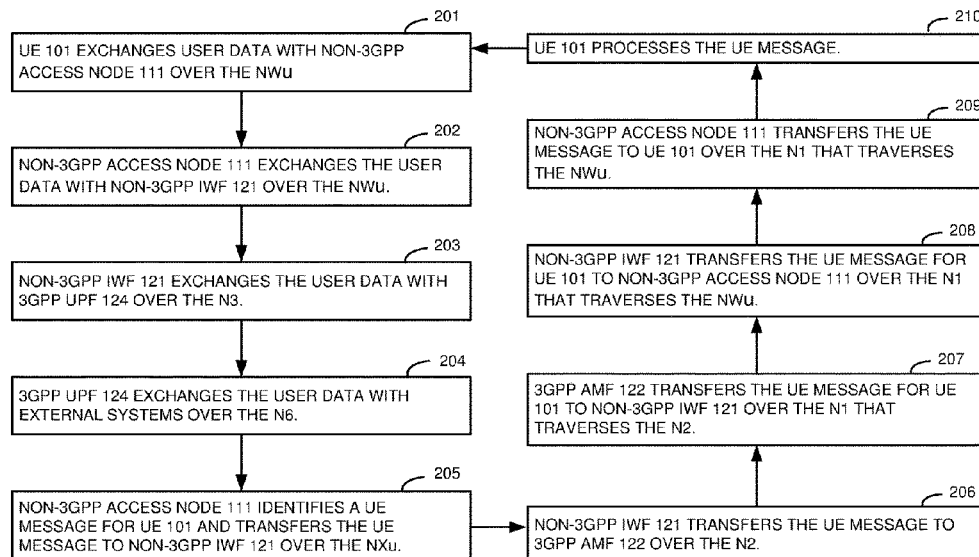 201
UE 101 EXCHANGES USER DATA WITH NON-3GPP
ACCESS NODE 111 OVER THE NWu
202
NON-3GPP ACCESS NODE 111 EXCHANGES THE USER
DATA WITH NON-3GPP IWF 121 OVER THE NWu.
203
NON-3GPP IWF 121 EXCHANGES THE USER DATA WITH
3GPP UPF 124 OVER THE N3.
204
3GPP UPF 124 EXCHANGES THE USER DATA WITH
EXTERNAL SYSTEMS OVER THE N6.
205
NON-3GPP ACCESS NODE 111 IDENTIFIES A UE
MESSAGE FOR UE 101 AND TRANSFERS THE UE
MESSAGE TO NON-3GPP IWF 121 OVER THE NXu.
206
NON-3GPP IWF 121 TRANSFERS THE UE MESSAGE TO
3GPP AMF 122 OVER THE N2.
207
3GPP AMF 122 TRANSFERS THE UE MESSAGE FOR UE
101 TO NON-3GPP IWF 121 OVER THE N1 THAT
TRAVERSES THE N2.
208
NON-3GPP IWF 121 TRANSFERS THE UE MESSAGE FOR
UE 101 TO NON-3GPP ACCESS NODE 111 OVER THE N1
THAT TRAVERSES THE NWu.
209
NON-3GPP ACCESS NODE 111 TRANSFERS THE UE
MESSAGE TO UE 101 OVER THE N1 THAT TRAVERSES
THE NWu.
210
UE 101 PROCESSES THE UE MESSAGE.